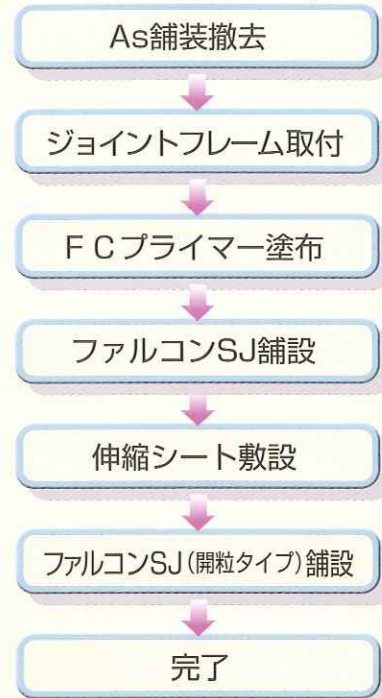 As舗装撤去
ジョイントフレーム取付
FCプライマー塗布
ファルコンSJ舗設
伸縮シート敷設
ファルコンSJ(開粒タイプ)舗設
完了